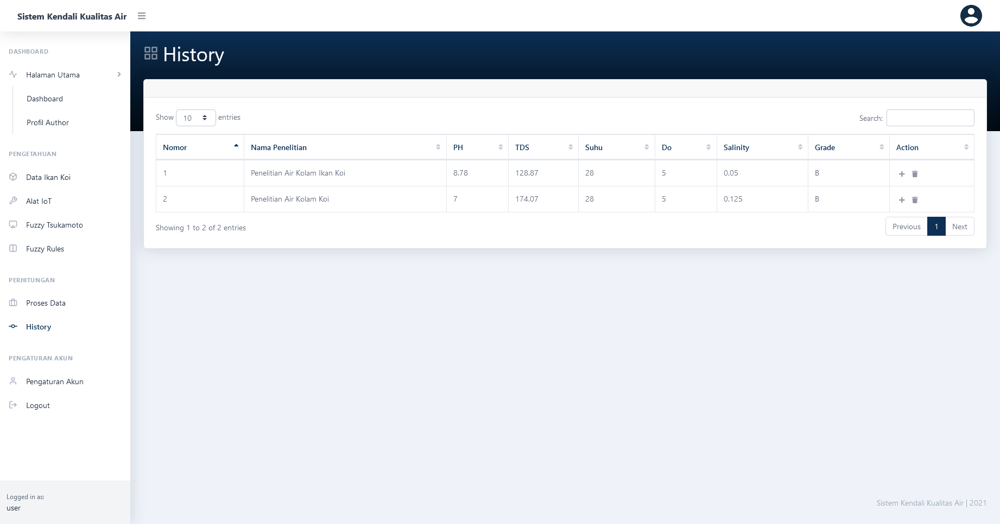 Sistem Kendali Kualitas Air
DASHBOARD
Halaman Utama
Dashboard
Profil Author
PENGETAHUAN
Data Ikan Koi
Alat IoT
Fuzzy Tsukamoto
Fuzzy Rules
PERHITUNGAN
Proses Data
History
PENGATURAN AKUN
Pengaturan Akun
Logout
Logged in as:
user
History
Show 10 entries Search:
Nomor Nama Penelitian PH TDS Suhu Do Salinity Grade Action
1 Penelitian Air Kolam Ikan Koi 8.78 128.87 28 5 0.05 B
2 Penelitian Air Kolam Koi 7 174.07 28 5 0.125 B
Showing 1 to 2 of 2 entries Previous 1 Next
Sistem Kendali Kualitas Air | 2021